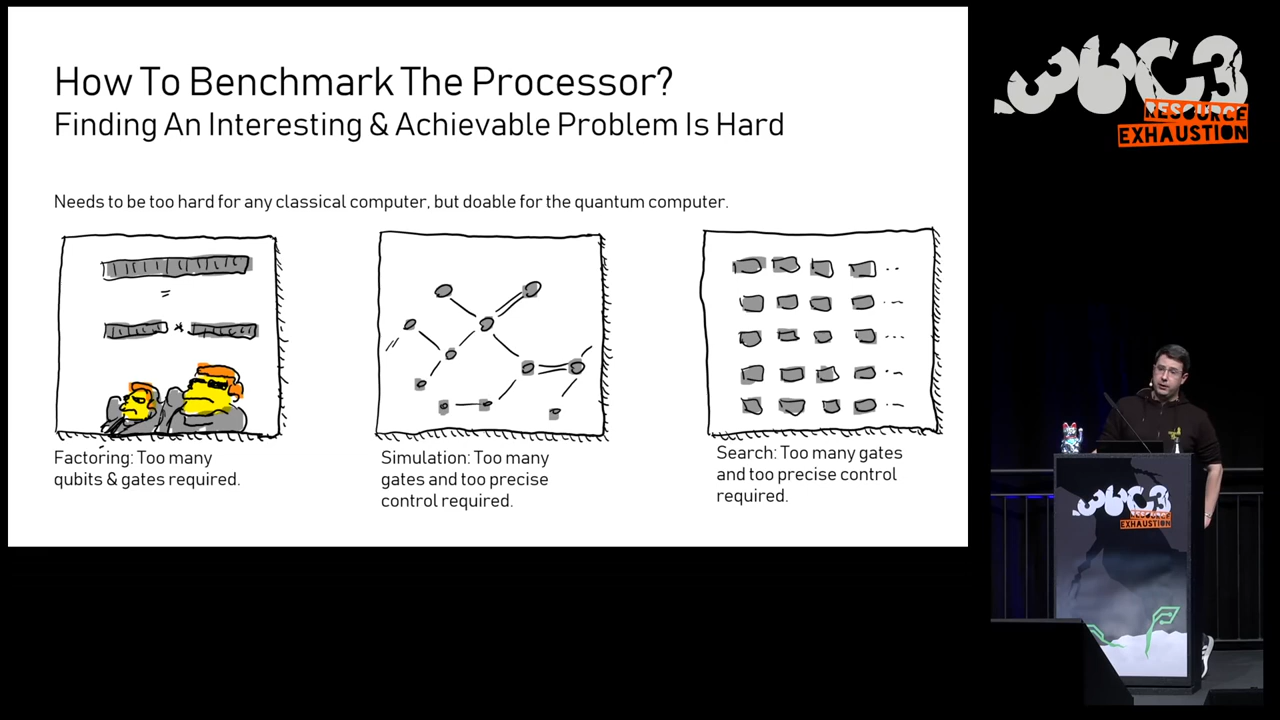 How To Benchmark The Processor?
Finding An Interesting & Achievable Problem Is Hard
Needs to be too hard for any classical computer, but doable for the quantum computer.
=
*
Factoring: Too many
qubits & gates required.
Simulation: Too many
gates and too precise
control required.
Search: Too many gates
and too precise control
required.
36C3
RESOURCE
EXHAUSTION
36C3
RESOURCE
EXHAUSTION